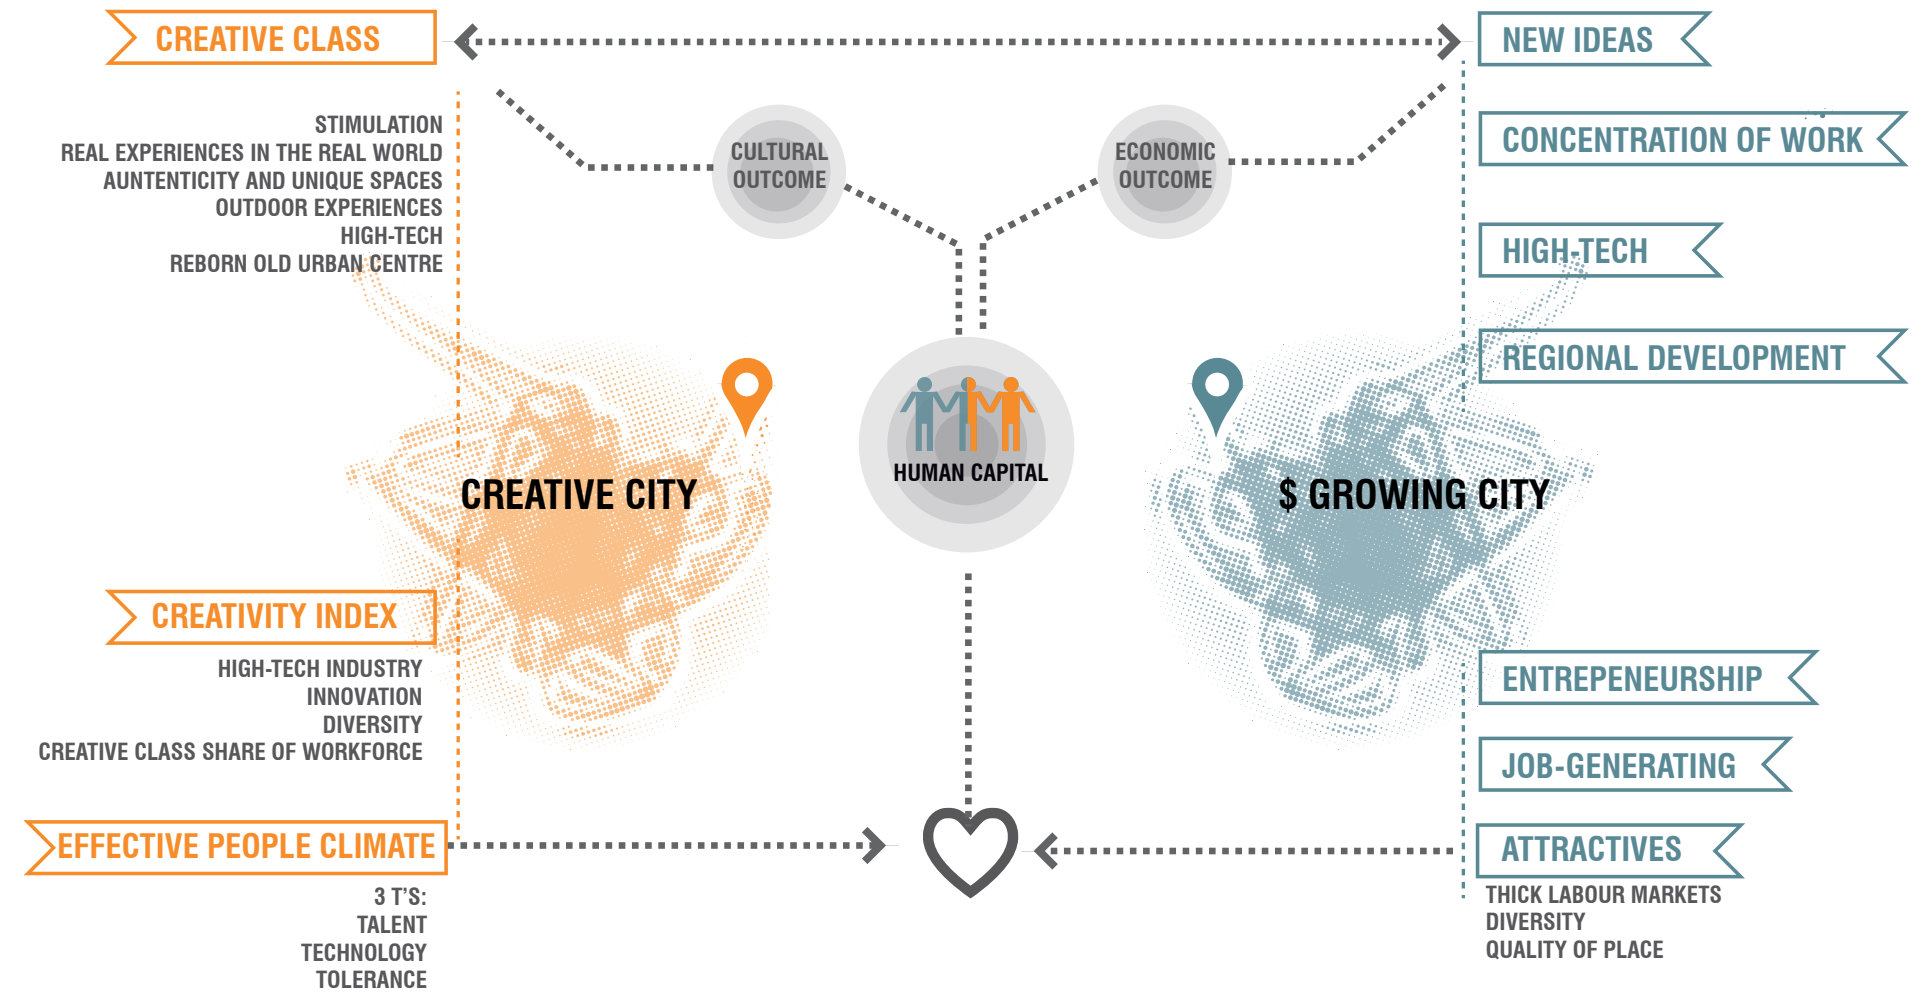 CREATIVE CLASS
STIMULATION
REAL EXPERIENCES IN THE REAL WORLD
AUNTENTICITY AND UNIQUE SPACES
OUTDOOR EXPERIENCES
HIGH-TECH
REBORN OLD URBAN CENTRE
CREATIVE CITY
CREATIVITY INDEX
HIGH-TECH INDUSTRY
INNOVATION
DIVERSITY
CREATIVE CLASS SHARE OF WORKFORCE
EFFECTIVE PEOPLE CLIMATE
3 T'S:
TALENT
TECHNOLOGY
TOLERANCE
CULTURAL
OUTCOME
ECONOMIC
OUTCOME
HUMAN CAPITAL
NEW IDEAS
CONCENTRATION OF WORK
HIGH-TECH
REGIONAL DEVELOPMENT
$ GROWING CITY
ENTREPENEURSHIP
JOB-GENERATING
ATTRACTIVES
THICK LABOUR MARKETS
DIVERSITY
QUALITY OF PLACE